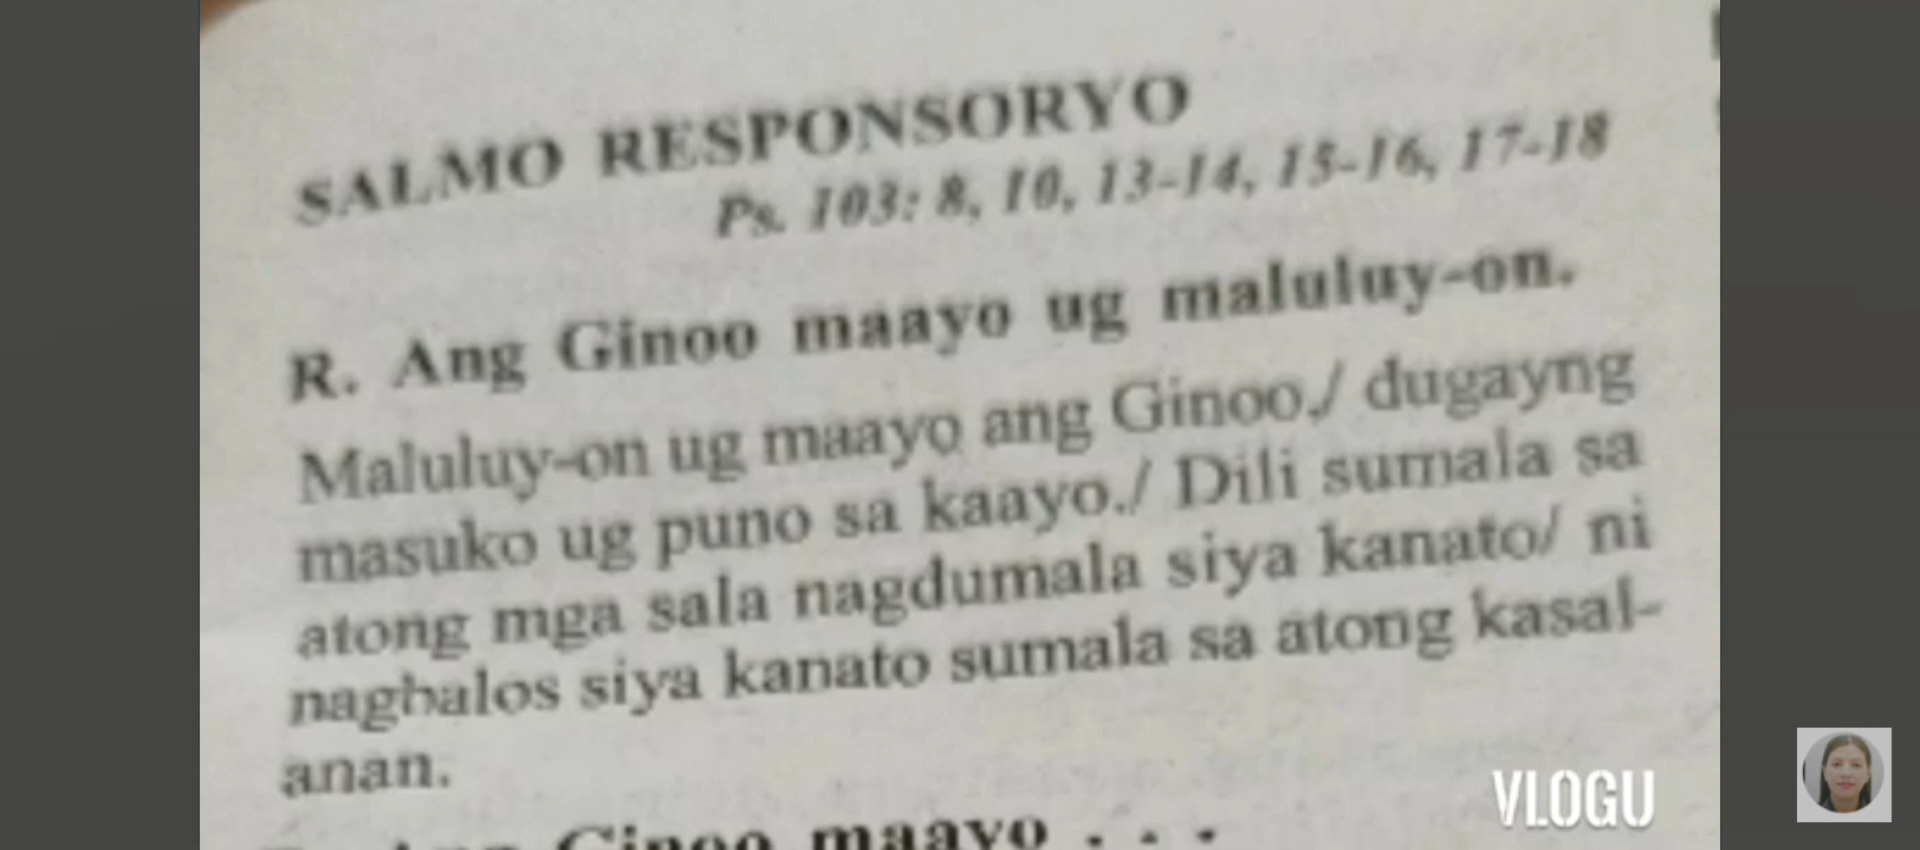 SALMO RESPONSORYO
Ps. 103: 8, 10, 13-14, 15-16, 17-18
R. Ang Ginoo maayo ug maluluy-on.
Maluluy-on ug maayo ang Ginoo,/ dugayng
masuko ug puno sa kaayo./ Dili sumala sa
atong mga sala nagdumala siya kanato/ ni
nagbalos siya kanato sumala sa atong kasal-
anan.
R. Ang Ginoo maayo . . .
VLOGU